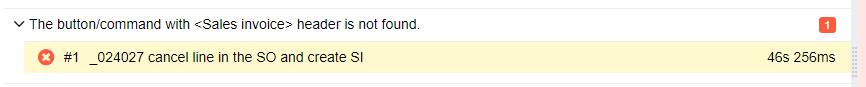 The button/command with <Sales invoice> header is not found. 1
#1 _024027 cancel line in the SO and create SI 46s 256ms